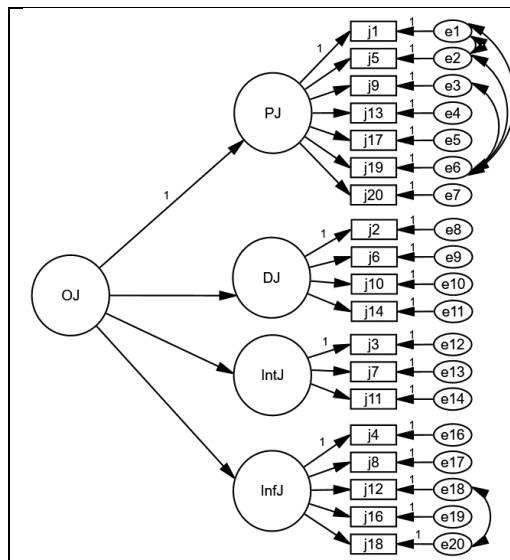 1 j1 1 e1
j5 1 e2
j9 1 e3
j13 1 e4
PJ
j17 1 e5
j19 1 e6
j20 1 e7
1
1 j2 1 e8
j6 1 e9
DJ
j10 1 e10
j14 1 e11
OJ
1 j3 1 e12
IntJ
j7 1 e13
j11 1 e14
1 j4 1 e16
j8 1 e17
InfJ
j12 1 e18
j16 1 e19
j18 1 e20